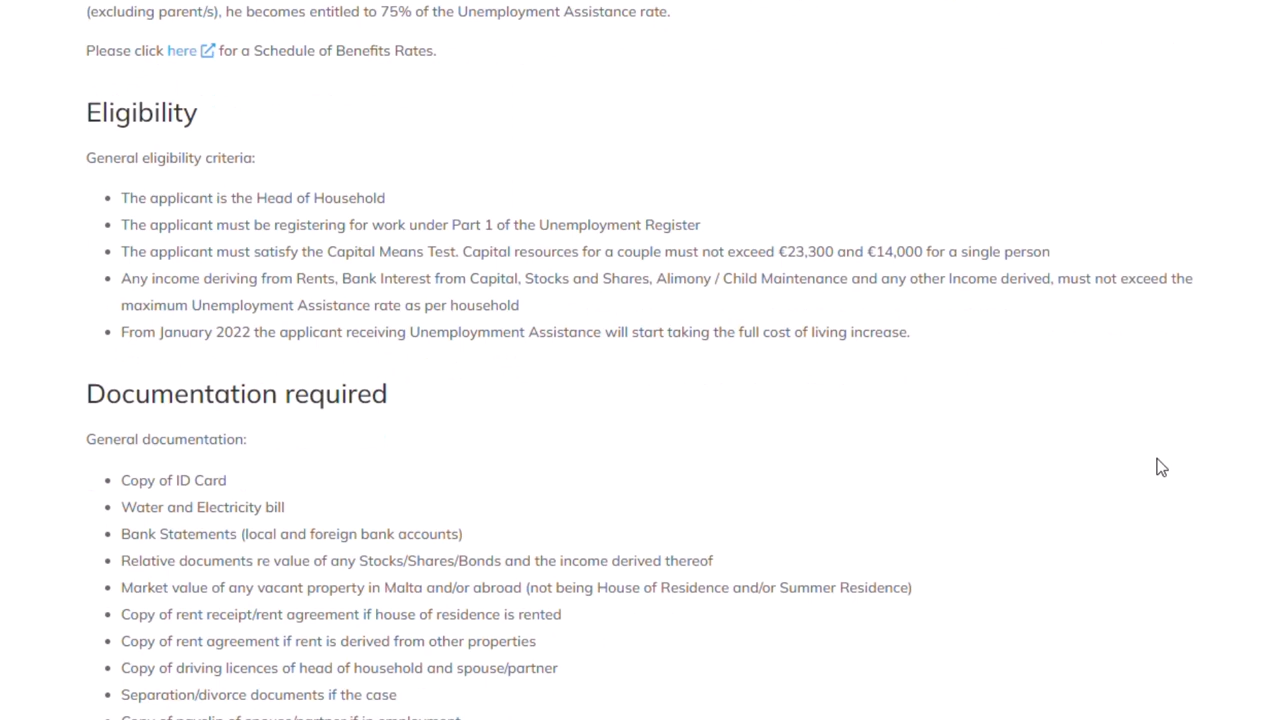 (excluding parent/s), he becomes entitled to 75% of the Unemployment Assistance rate.
Please click here for a Schedule of Benefits Rates.
Eligibility
General eligibility criteria:
The applicant is the Head of Household
The applicant must be registering for work under Part 1 of the Unemployment Register
The applicant must satisfy the Capital Means Test. Capital resources for a couple must not exceed €23,300 and €14,000 for a single person
Any income deriving from Rents, Bank Interest from Capital, Stocks and Shares, Alimony / Child Maintenance and any other Income derived, must not exceed the
maximum Unemployment Assistance rate as per household
From January 2022 the applicant receiving Unemploymment Assistance will start taking the full cost of living increase.
Documentation required
General documentation:
Copy of ID Card
Water and Electricity bill
Bank Statements (local and foreign bank accounts)
Relative documents re value of any Stocks/Shares/Bonds and the income derived thereof
Market value of any vacant property in Malta and/or abroad (not being House of Residence and/or Summer Residence)
Copy of rent receipt/rent agreement if house of residence is rented
Copy of rent agreement if rent is derived from other properties
Copy of driving licences of head of household and spouse/partner
Separation/divorce documents if the case
Copy of payslip of spouse/partner if in employment